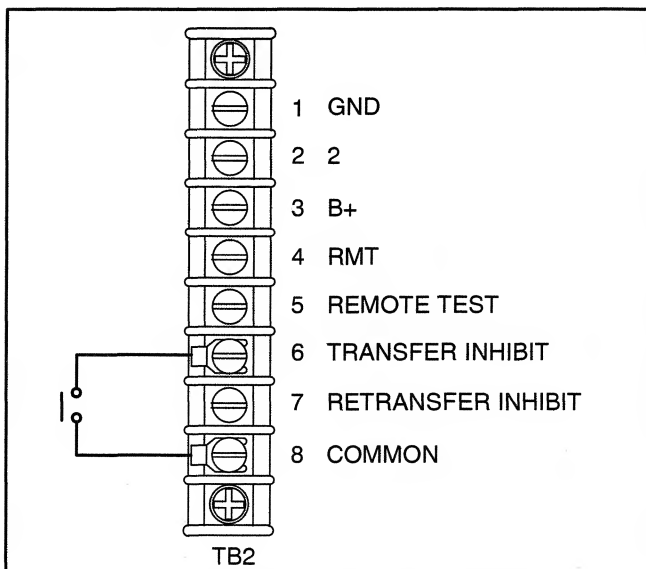 1 GND
2 2
3 B+
4 RMT
5 REMOTE TEST
6 TRANSFER INHIBIT
7 RETRANSFER INHIBIT
8 COMMON
TB2